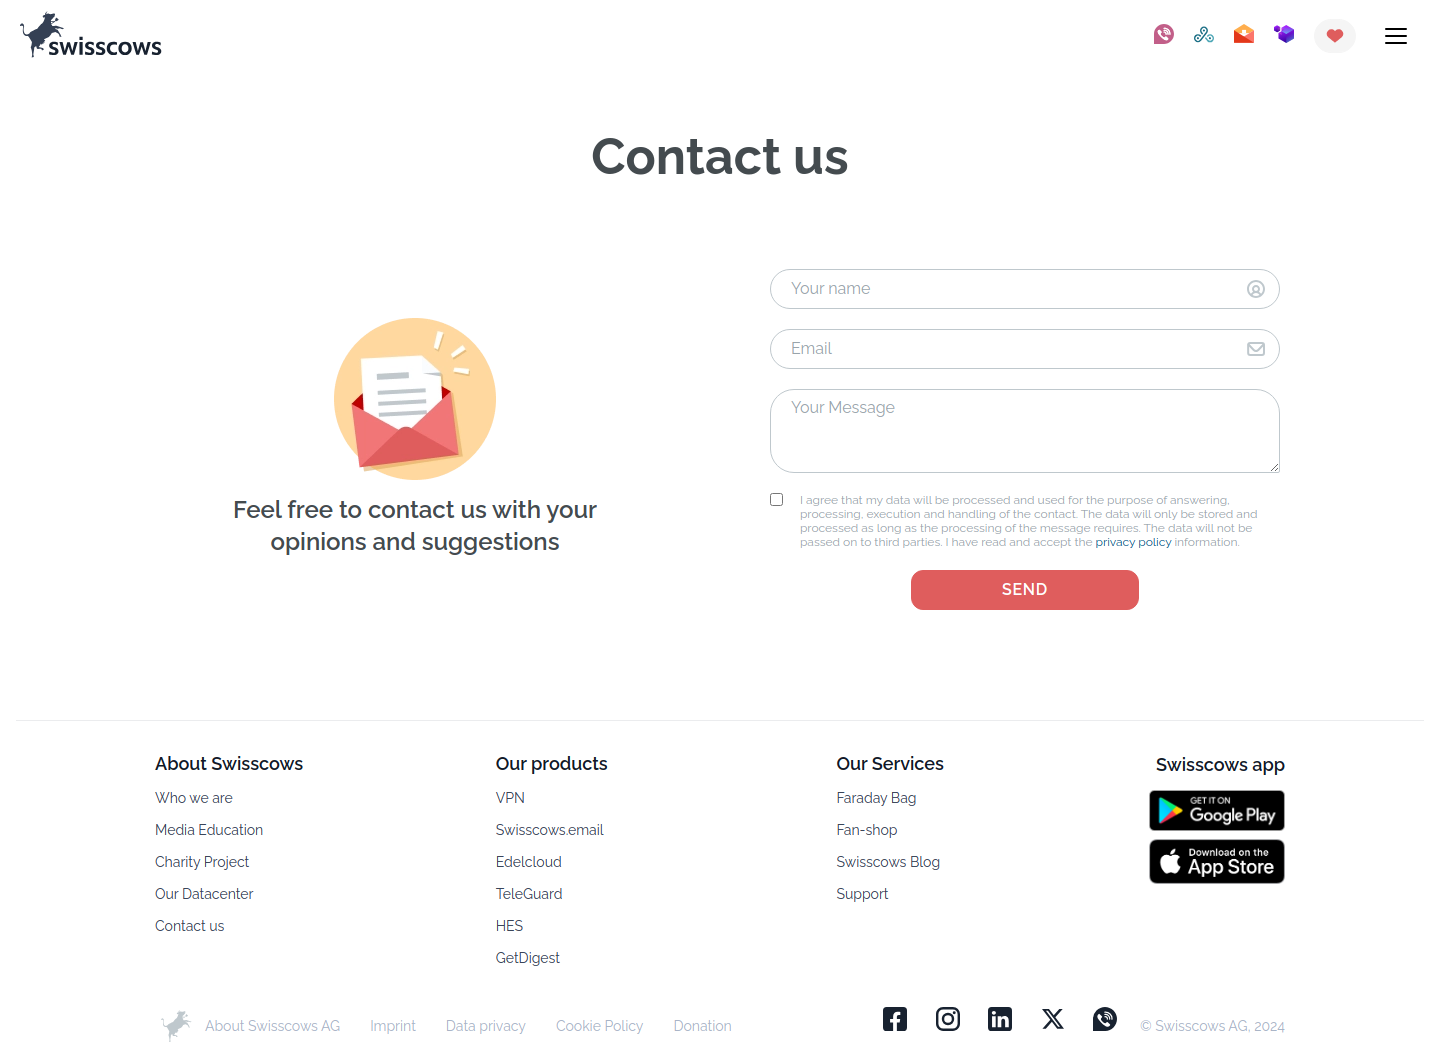 swisscows
Contact us
Your name
Email
Your Message
Feel free to contact us with your
opinions and suggestions
I agree that my data will be processed and used for the purpose of answering,
processing, execution and handling of the contact. The data will only be stored and
processed as long as the processing of the message requires. The data will not be
passed on to third parties. I have read and accept the privacy policy information.
SEND
About Swisscows
Who we are
Media Education
Charity Project
Our Datacenter
Contact us
Our products
VPN
Swisscows.email
Edelcloud
TeleGuard
HES
GetDigest
Our Services
Faraday Bag
Fan-shop
Swisscows Blog
Support
Swisscows app
GET IT ON
Google Play
Download on the
App Store
About Swisscows AG
Imprint
Data privacy
Cookie Policy
Donation
© Swisscows AG, 2024